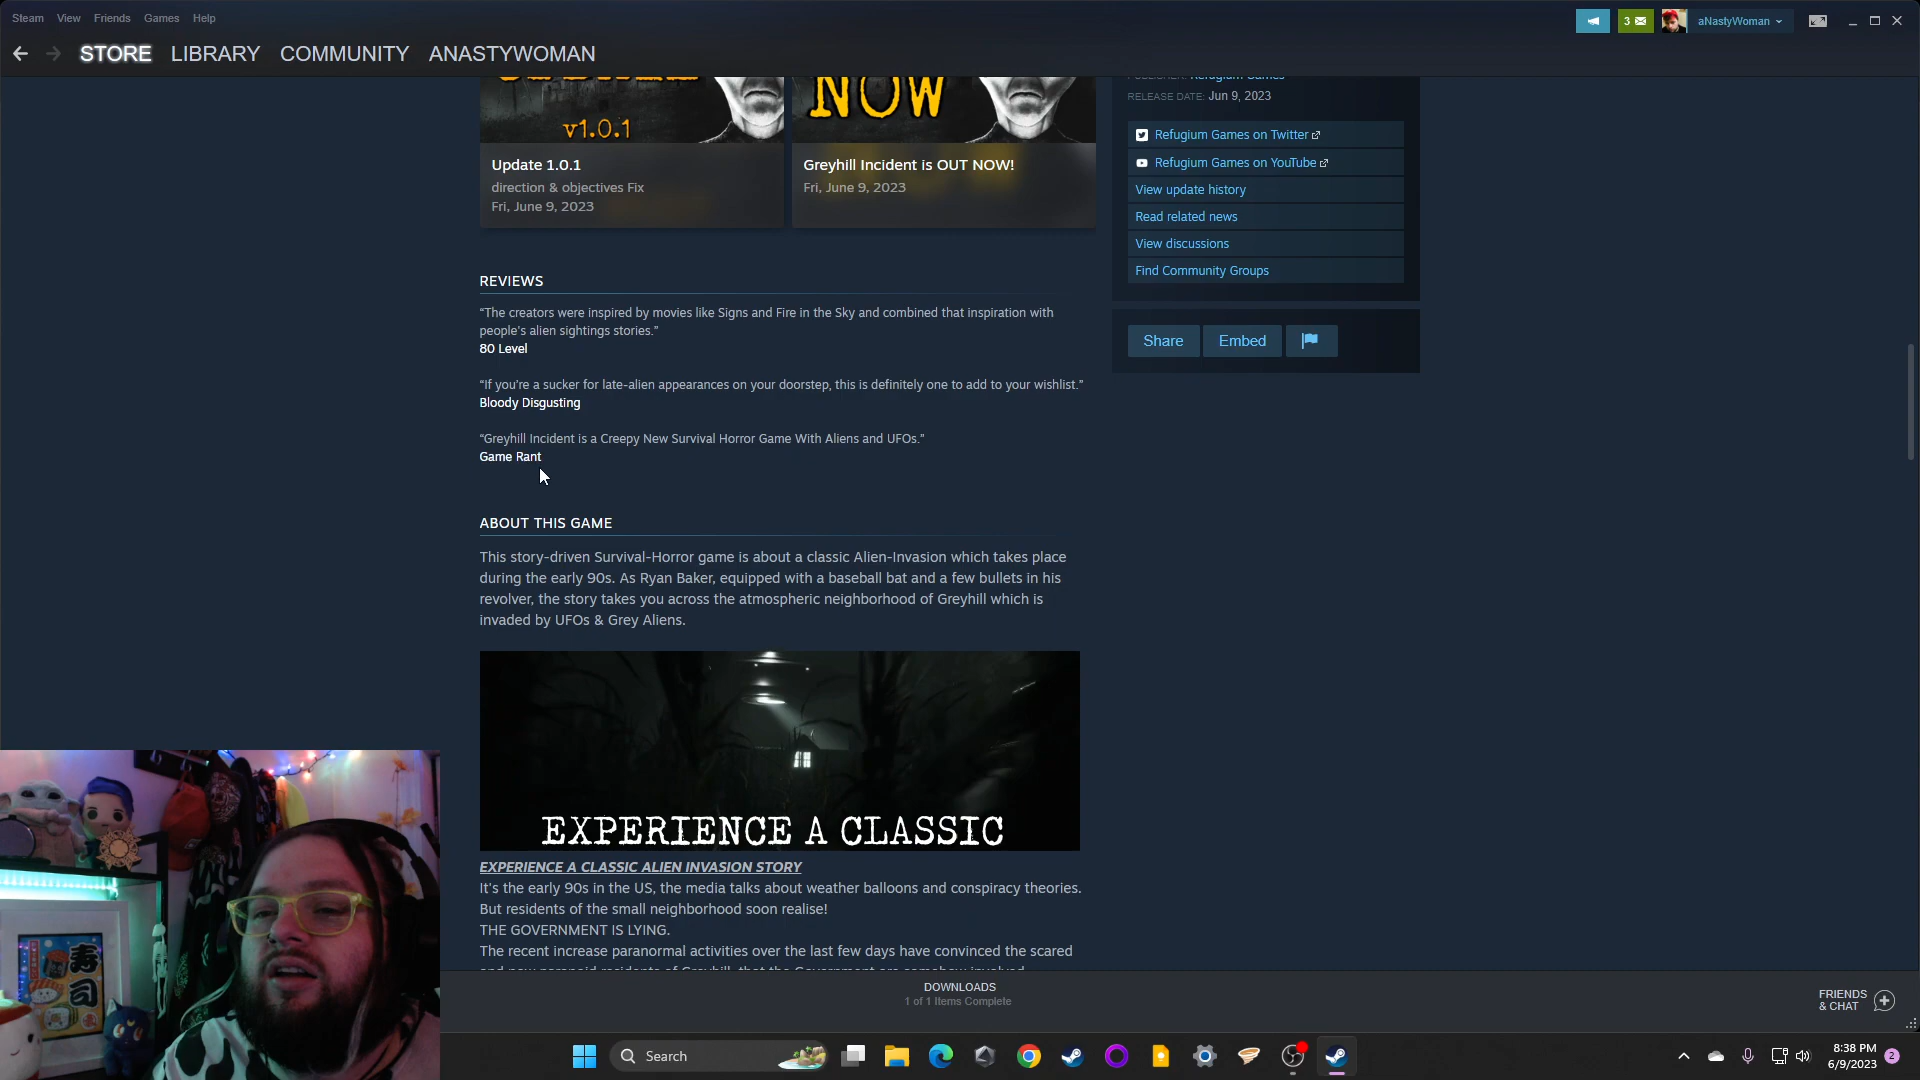 Steam View Friends Games Help
3 aNastyWoman
STORE LIBRARY COMMUNITY ANASTYWOMAN
NOW
v1.0.1
Update 1.0.1
direction & objectives Fix
Fri, June 9, 2023
Greyhill Incident is OUT NOW!
Fri, June 9, 2023
PUBLISHER: Refugium Games
RELEASE DATE: Jun 9, 2023
Refugium Games on Twitter
Refugium Games on YouTube
View update history
Read related news
View discussions
Find Community Groups
Share Embed
REVIEWS
“The creators were inspired by movies like Signs and Fire in the Sky and combined that inspiration with
people's alien sightings stories.”
80 Level
“If you're a sucker for late-alien appearances on your doorstep, this is definitely one to add to your wishlist.”
Bloody Disgusting
“Greyhill Incident is a Creepy New Survival Horror Game With Aliens and UFOs.”
Game Rant
ABOUT THIS GAME
This story-driven Survival-Horror game is about a classic Alien-Invasion which takes place
during the early 90s. As Ryan Baker, equipped with a baseball bat and a few bullets in his
revolver, the story takes you across the atmospheric neighborhood of Greyhill which is
invaded by UFOs & Grey Aliens.
EXPERIENCE A CLASSIC
EXPERIENCE A CLASSIC ALIEN INVASION STORY
It's the early 90s in the US, the media talks about weather balloons and conspiracy theories.
But residents of the small neighborhood soon realise!
THE GOVERNMENT IS LYING.
The recent increase paranormal activities over the last few days have convinced the scared
寿
司
DOWNLOADS
1 of 1 Items Complete
FRIENDS
& CHAT
Search
8:38 PM
6/9/2023
2